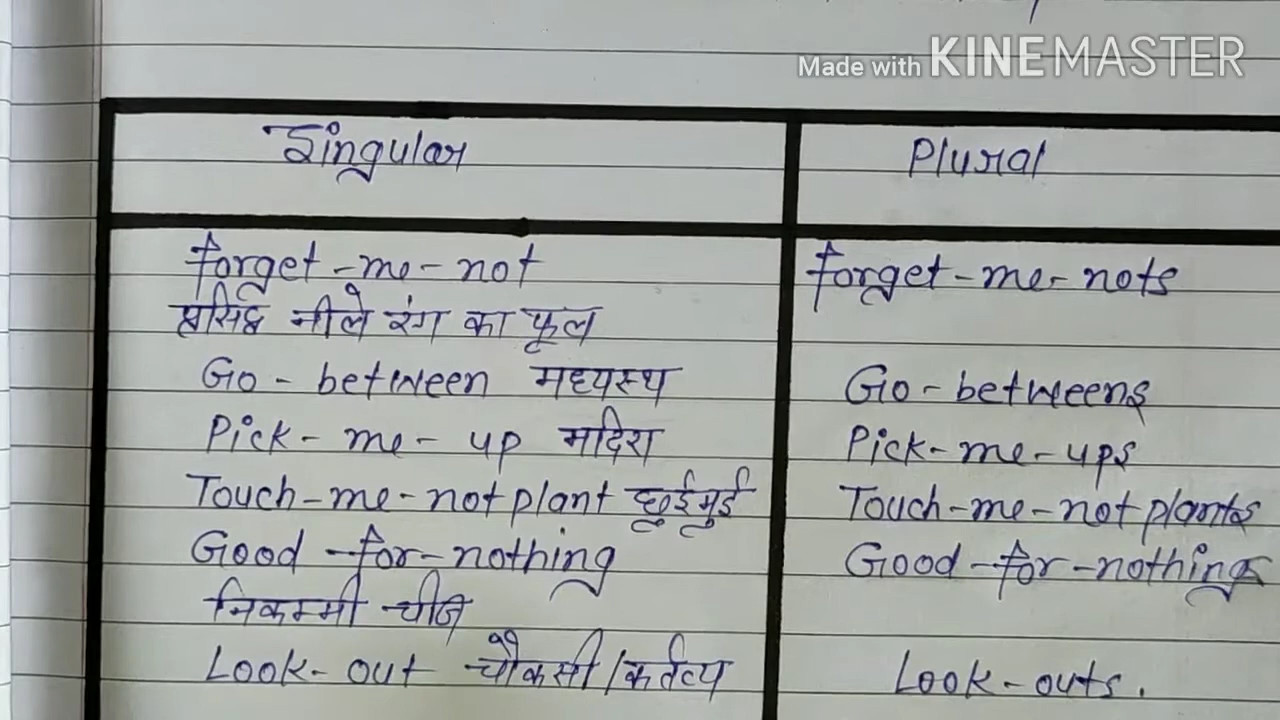 Made with KINEMASTER
Singular Plural
forget-me-not forget-me-nots
प्रसिद्ध नीले रंग का फूल
Go-between मध्यस्थ Go-betweens
Pick-me-up मदिरा Pick-me-ups
Touch-me-not plant छुईमुई Touch-me-not plants
Good-for-nothing Good-for-nothings
निकम्मी चीज
Look-out चौकसी/कर्तव्य Look-outs.